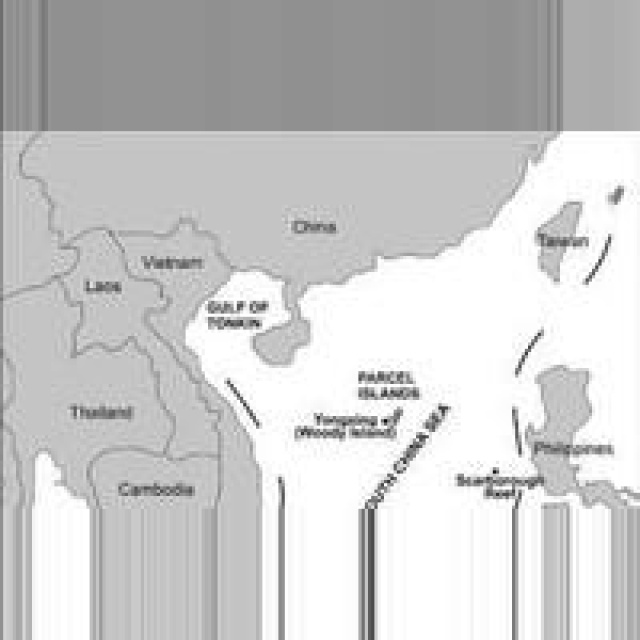 China
Taiwan
Vietnam
Laos
GULF OF
TONKIN
PARCEL
ISLANDS
Thailand
(Woody Island)
SOUTH CHINA SEA
Philippines
Scarborough
Reef
Cambodia